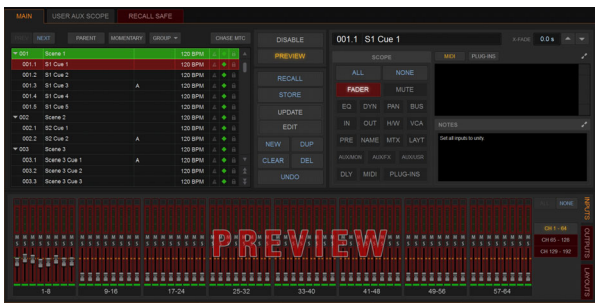 MAIN USER AUX SCOPE RECALL SAFE
PREV NEXT PARENT MOMENTARY GROUP CHASE MTC
001 Scene 1 120 BPM
001.1 S1 Cue 1 120 BPM
001.2 S1 Cue 2 120 BPM
001.3 S1 Cue 3 A 120 BPM
001.4 S1 Cue 4 120 BPM
001.5 S1 Cue 5 120 BPM
002 Scene 2 120 BPM
002.1 S2 Cue 1 120 BPM
002.2 S2 Cue 2 A 120 BPM
003 Scene 3 120 BPM
003.1 Scene 3 Cue 1 A 120 BPM
003.2 Scene 3 Cue 2 120 BPM
003.3 Scene 3 Cue 3 120 BPM
DISABLE
PREVIEW
RECALL
STORE
UPDATE
EDIT
NEW DUP
CLEAR DEL
UNDO
001.1 S1 Cue 1 X-FADE 0.0 s
SCOPE
ALL NONE
FADER MUTE
EQ DYN PAN BUS
IN OUT H/W VCA
PRE NAME MTX LAYT
AUX/MON AUX/FX AUX/USR
DLY MIDI PLUG-INS
MIDI PLUG-INS
NOTES
Set all inputs to unity.
M M M M M M M M M M M M M M M M M M M M M M M M M M M M M M M M M M M M M M M M M M M M M M M M M M M M M M M M M M M M M M M M
S S S S S S S S S S S S S S S S S S S S S S S S S S S S S S S S S S S S S S S S S S S S S S S S S S S S S S S S S S S S S S S S
PREVIEW
1-8 9-16 17-24 25-32 33-40 41-48 49-56 57-64
NONE
CH 1 - 64
CH 65 - 128
CH 129 - 192
INPUTS
OUTPUTS
LAYOUTS